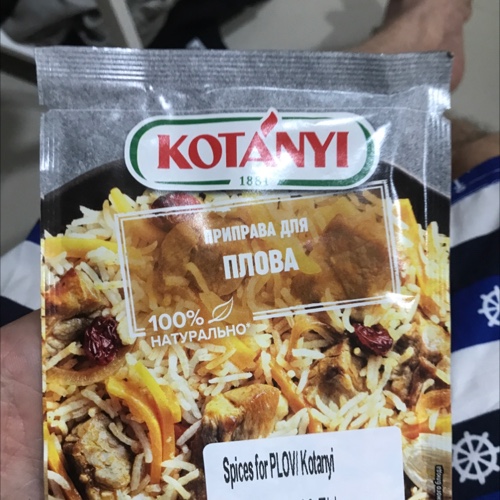 KOTÁNYI
1881
ПРИПРАВА ДЛЯ
ПЛОВА
100%
НАТУРАЛЬНО*
Spices for PLOV/ Kotanyi